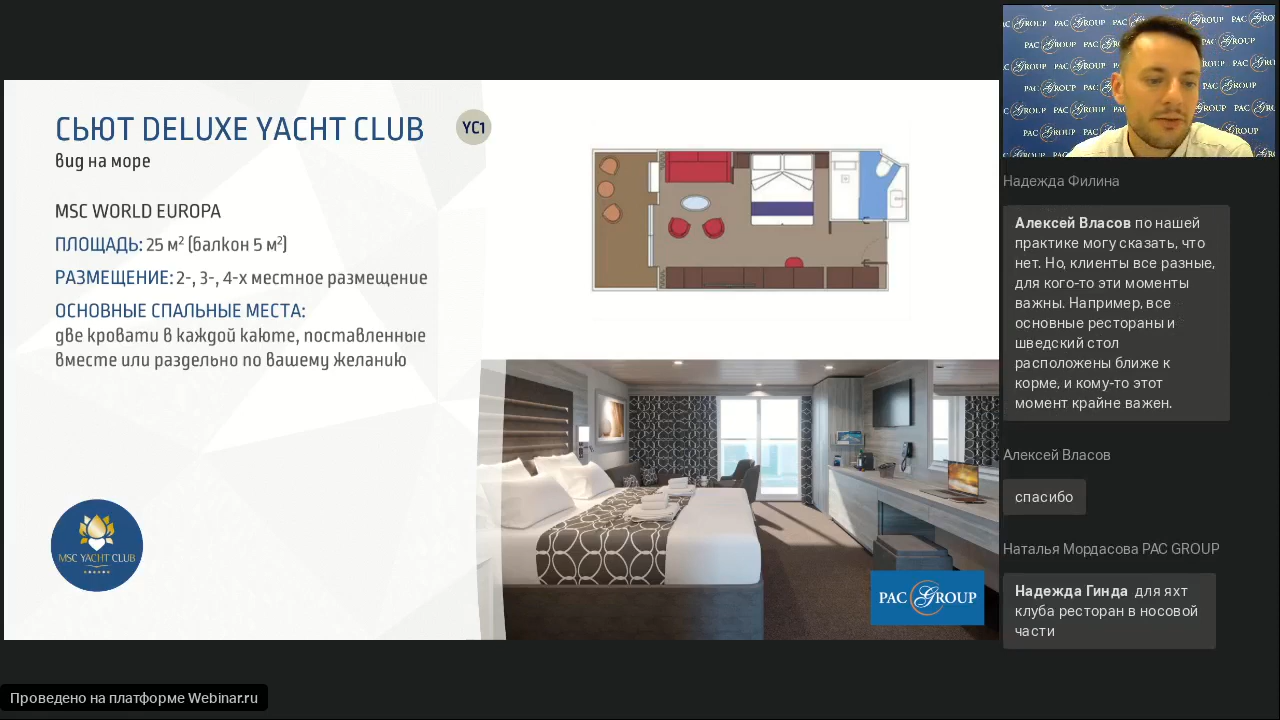 СЬЮТ DELUXE YACHT CLUB
YC1
вид на море
MSC WORLD EUROPA
ПЛОЩАДЬ: 25 м² (балкон 5 м²)
РАЗМЕЩЕНИЕ: 2-, 3-, 4-х местное размещение
ОСНОВНЫЕ СПАЛЬНЫЕ МЕСТА:
две кровати в каждой каюте, поставленные
вместе или раздельно по вашему желанию
MSC YACHT CLUB
PAC GROUP
Надежда Филина
Алексей Власов по нашей
практике могу сказать, что
нет. Но, клиенты все разные,
для кого-то эти моменты
важны. Например, все
основные рестораны и
шведский стол
расположены ближе к
корме, и кому-то этот
момент крайне важен.
Алексей Власов
спасибо
Наталья Мордасова PAC GROUP
Надежда Гинда для яхт
клуба ресторан в носовой
части
Проведено на платформе Webinar.ru